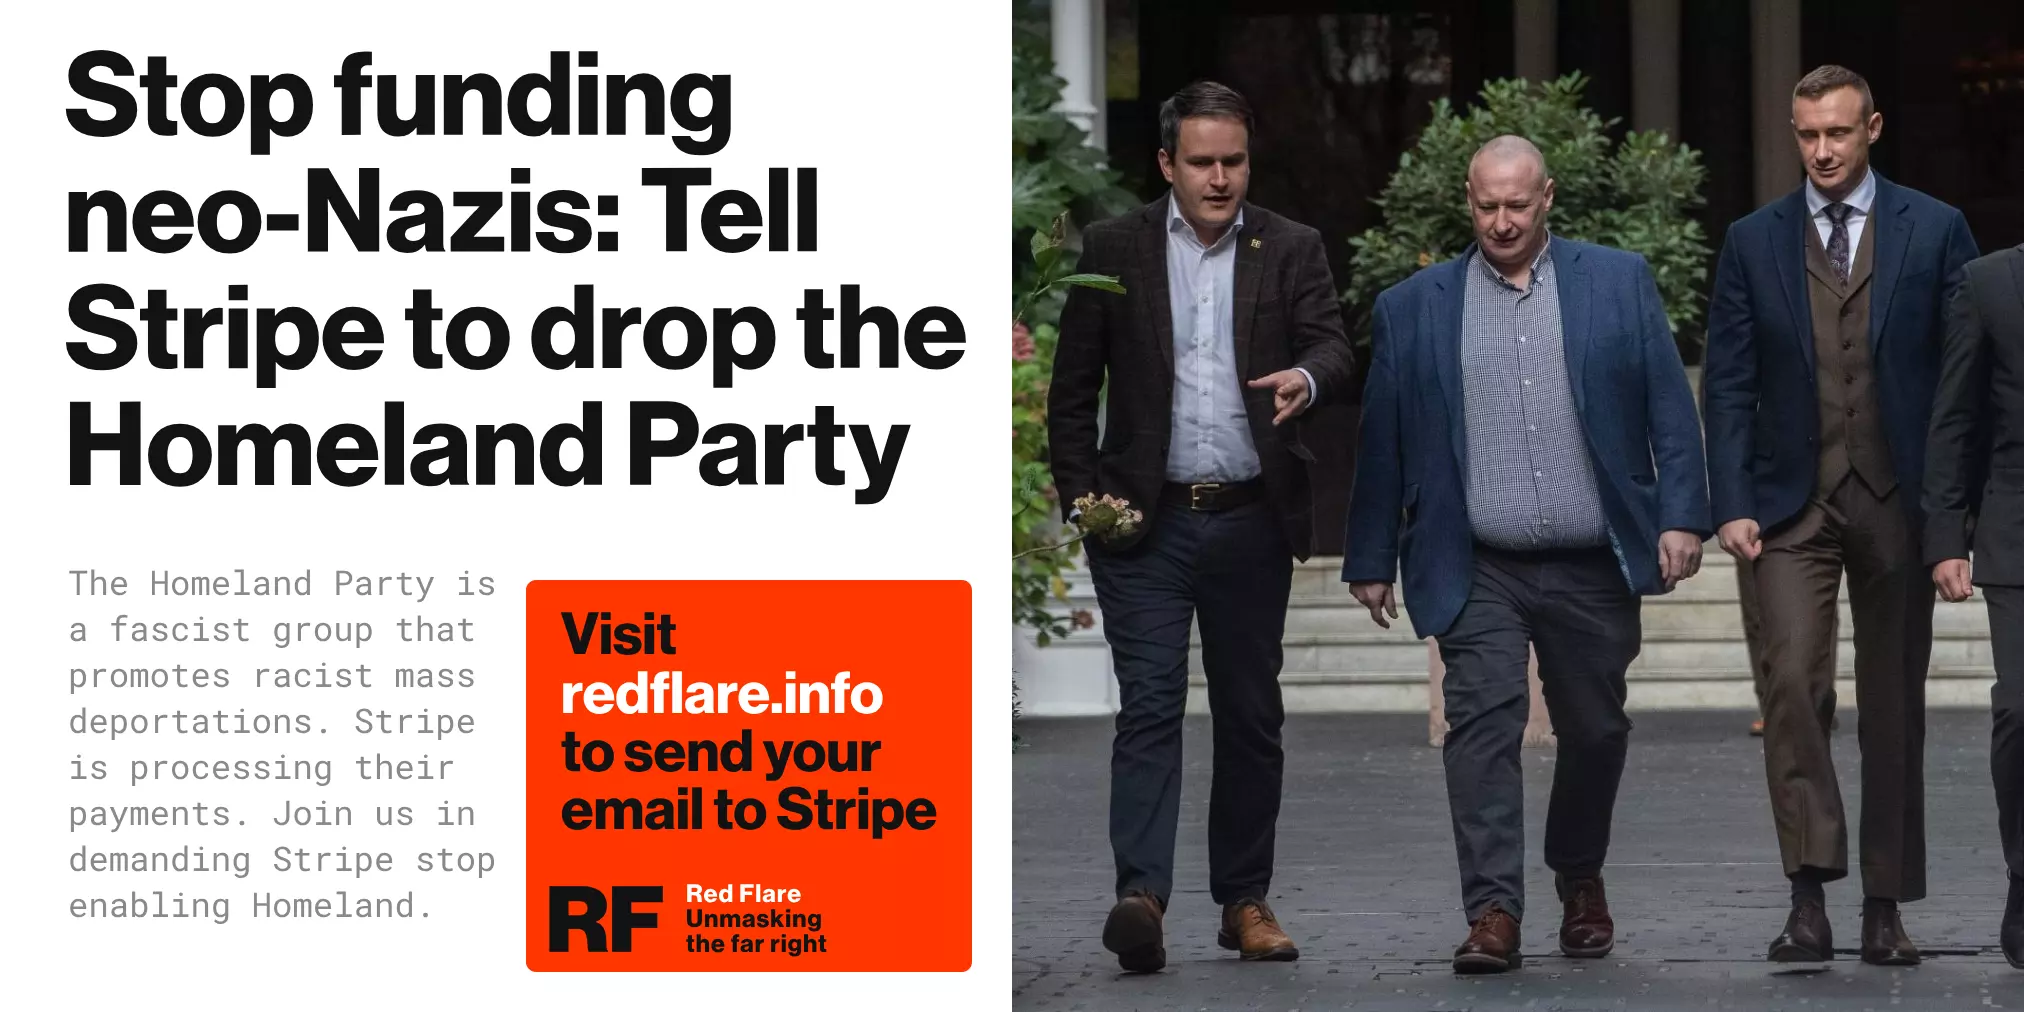 Stop funding
neo-Nazis: Tell
Stripe to drop the
Homeland Party
The Homeland Party is
a fascist group that
promotes racist mass
deportations. Stripe
is processing their
payments. Join us in
demanding Stripe stop
enabling Homeland.
Visit
redflare.info
to send your
email to Stripe
RF
Red Flare
Unmasking
the far right